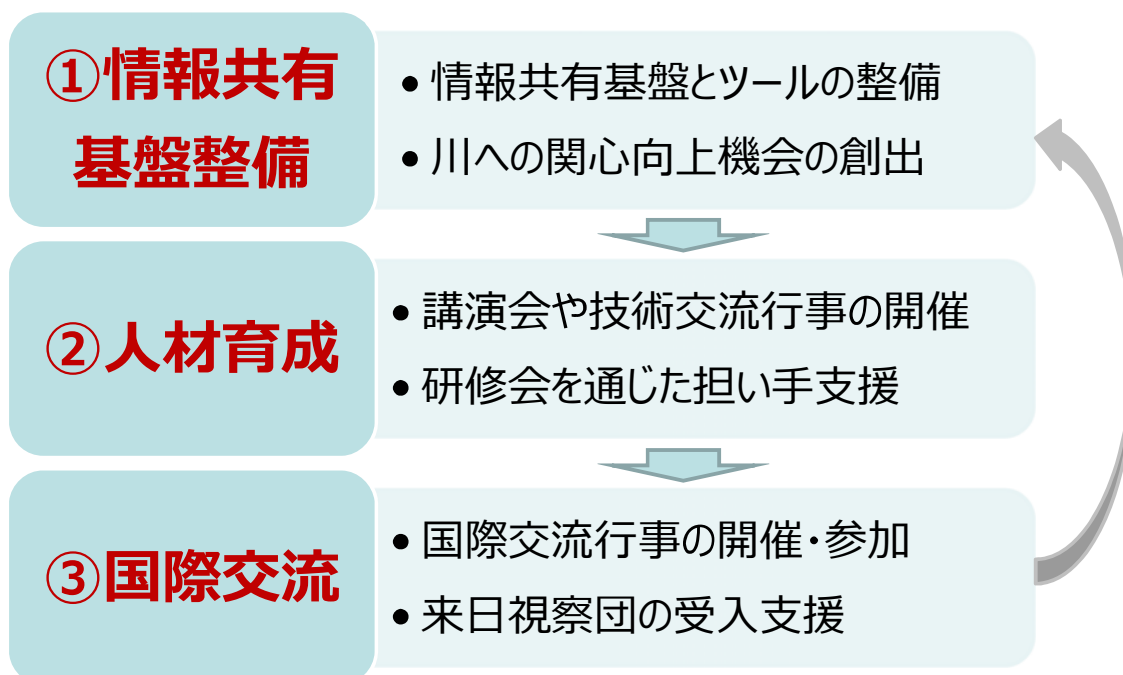 ①情報共有
基盤整備
• 情報共有基盤とツールの整備
• 川への関心向上機会の創出
②人材育成
• 講演会や技術交流行事の開催
• 研修会を通じた担い手支援
③国際交流
• 国際交流行事の開催・参加
• 来日視察団の受入支援